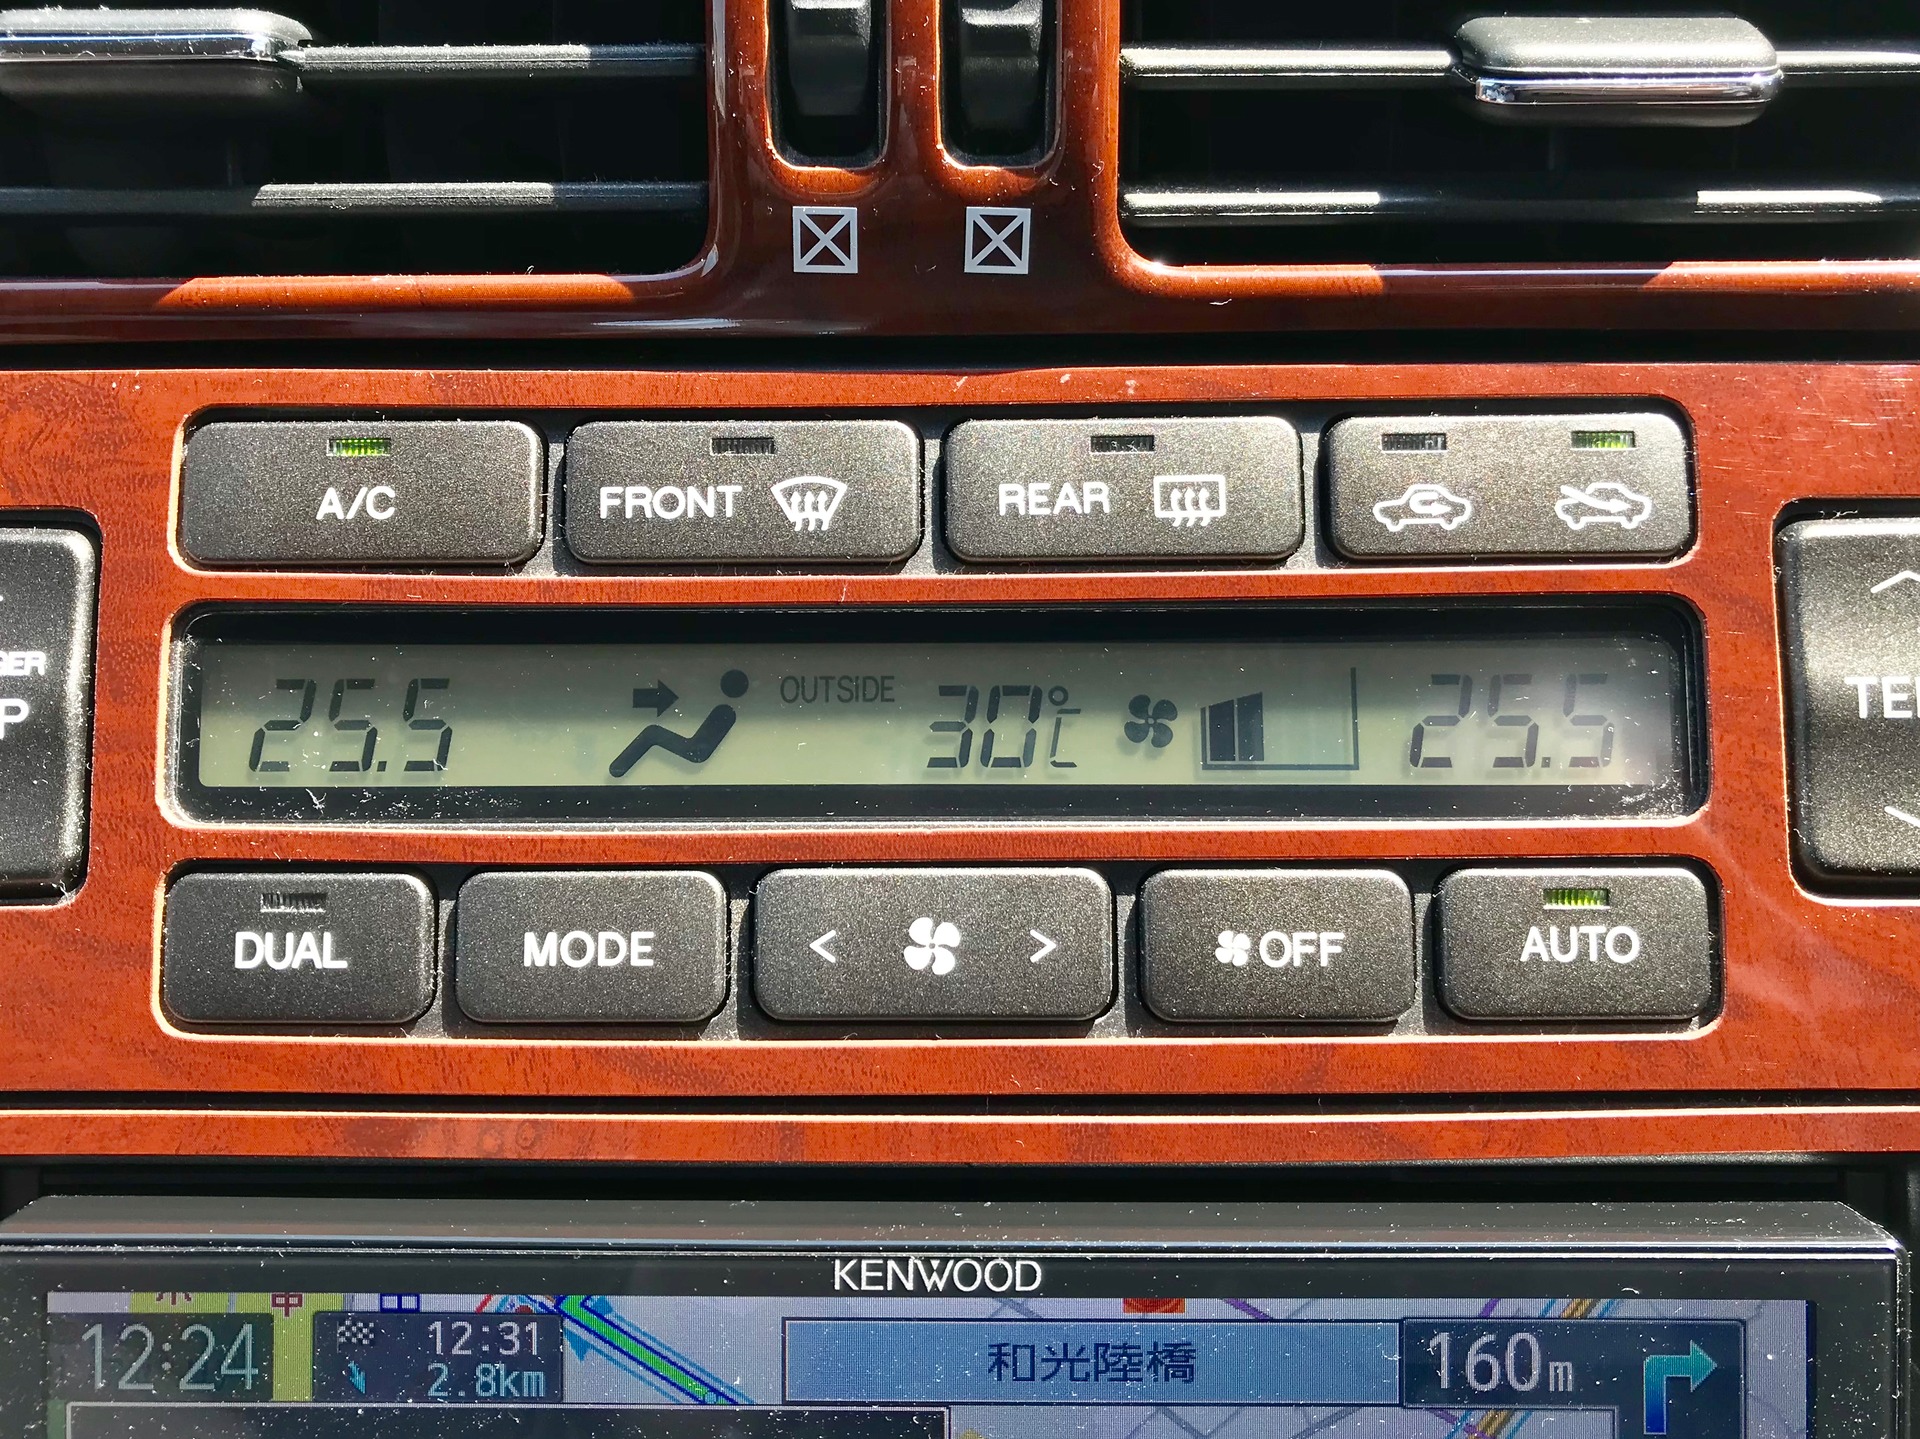 A/C
FRONT
REAR
25.5
OUTSIDE
30℃
25.5
TE
P
DUAL
MODE
< >
OFF
AUTO
KENWOOD
12:24
12:31
2.8km
和光陸橋
160m